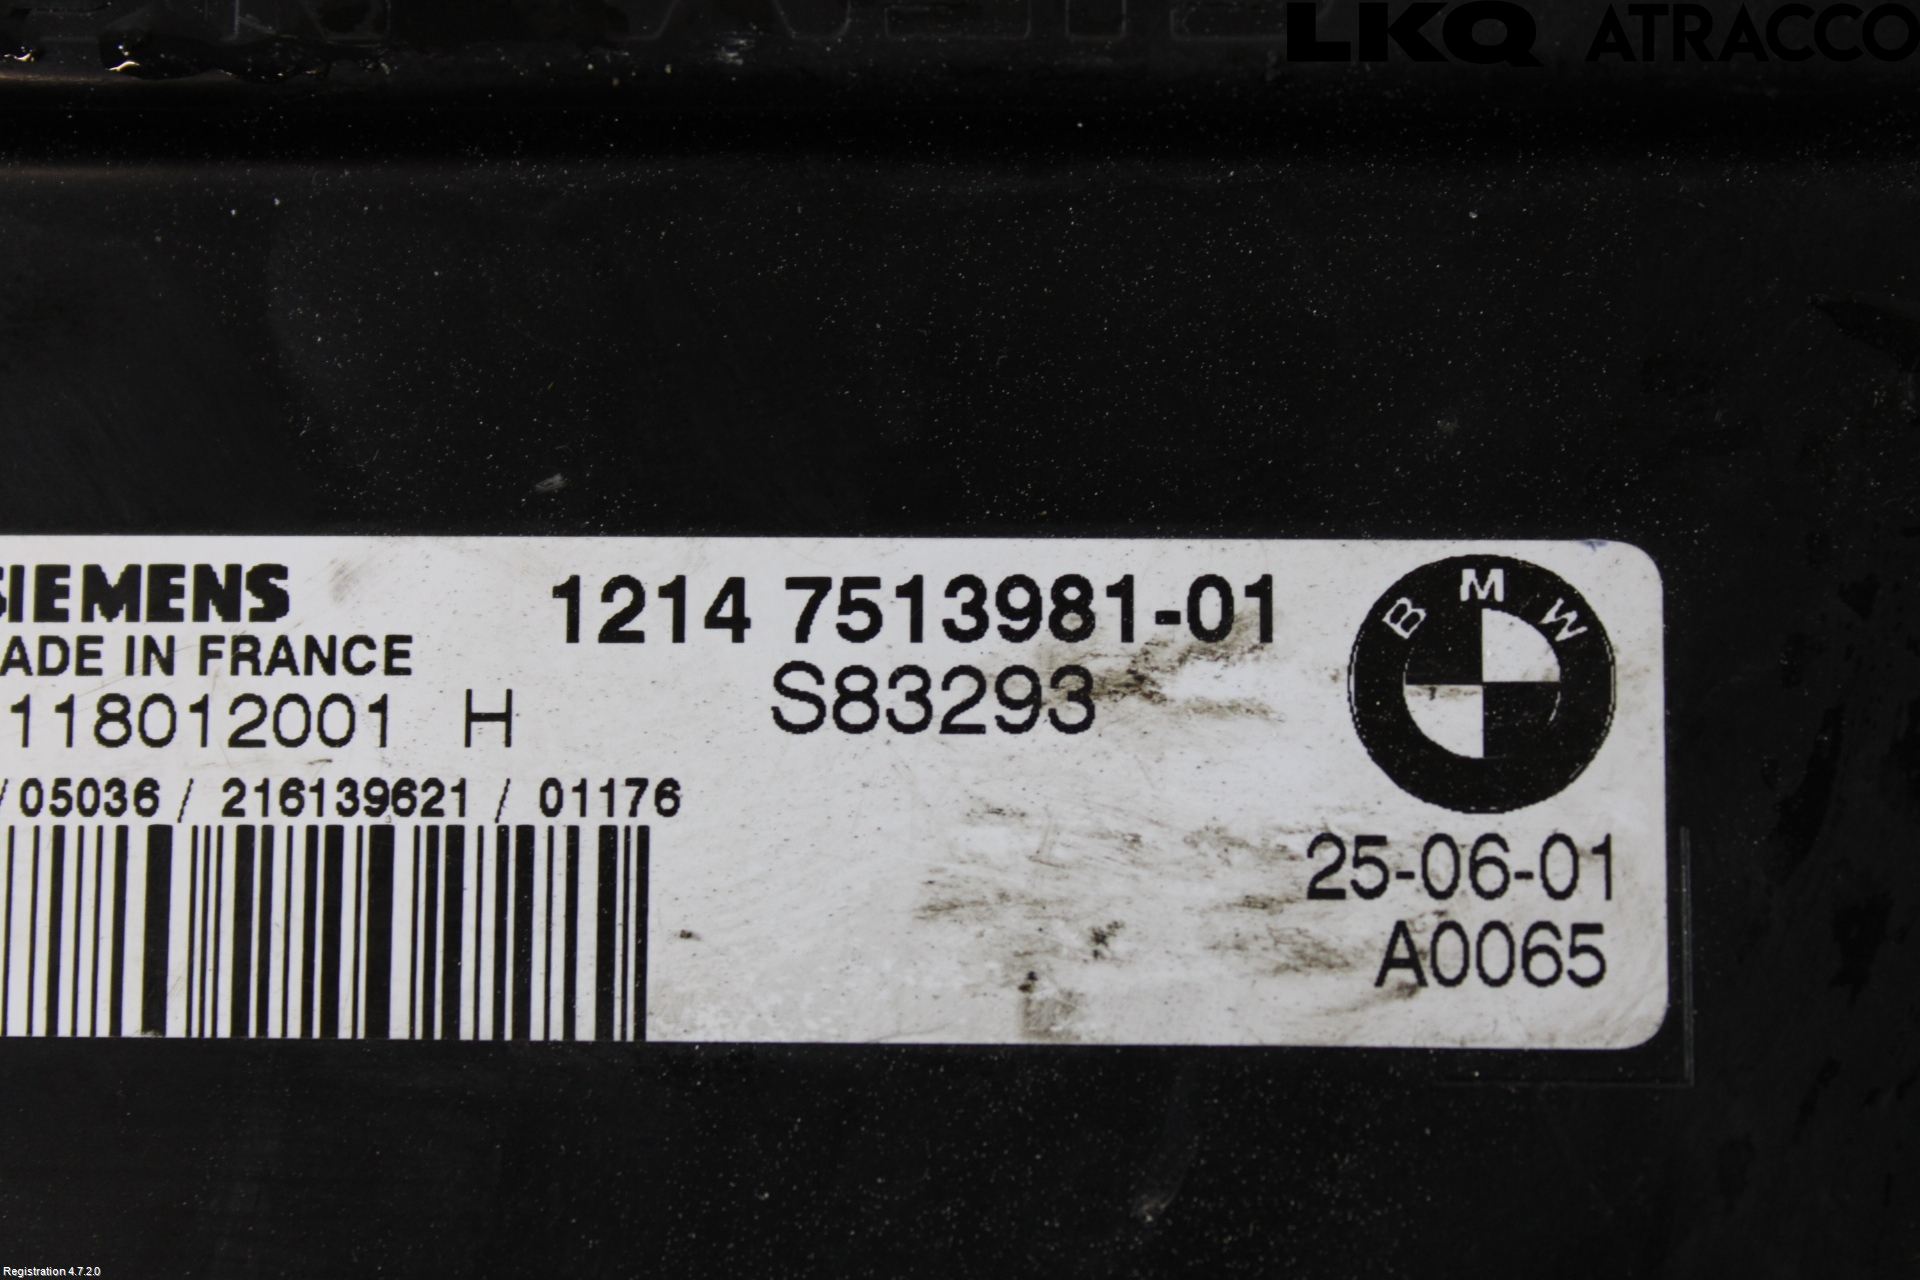 LKQ ATRACCO
SIEMENS
ADE IN FRANCE
118012001 H
/ 05036 / 216139621 / 01176
1214 7513981-01
S83293
BMW
25-06-01
A0065
Registration 4.7.2.0